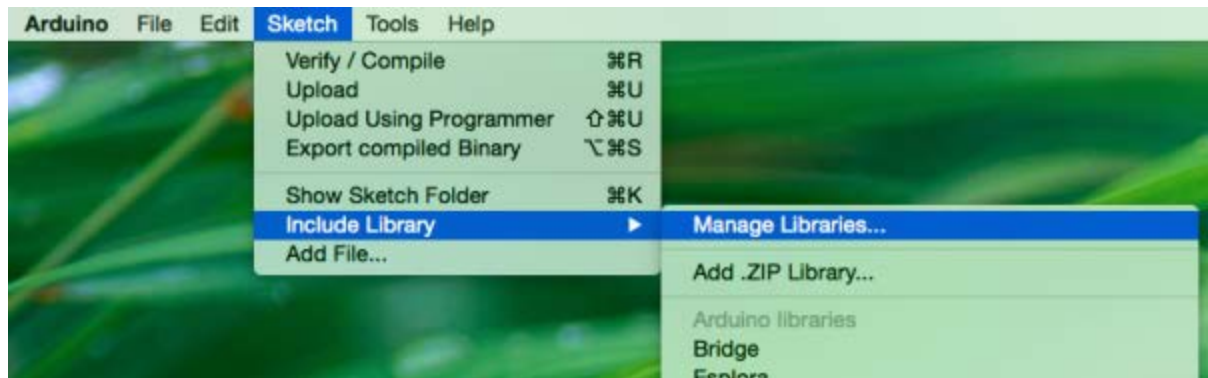 Arduino File Edit Sketch Tools Help
Verify / Compile ⌘R
Upload ⌘U
Upload Using Programmer ⇧⌘U
Export compiled Binary ⌥⌘S
Show Sketch Folder ⌘K
Include Library ▶
Add File...
Manage Libraries...
Add .ZIP Library...
Arduino libraries
Bridge
Esplora